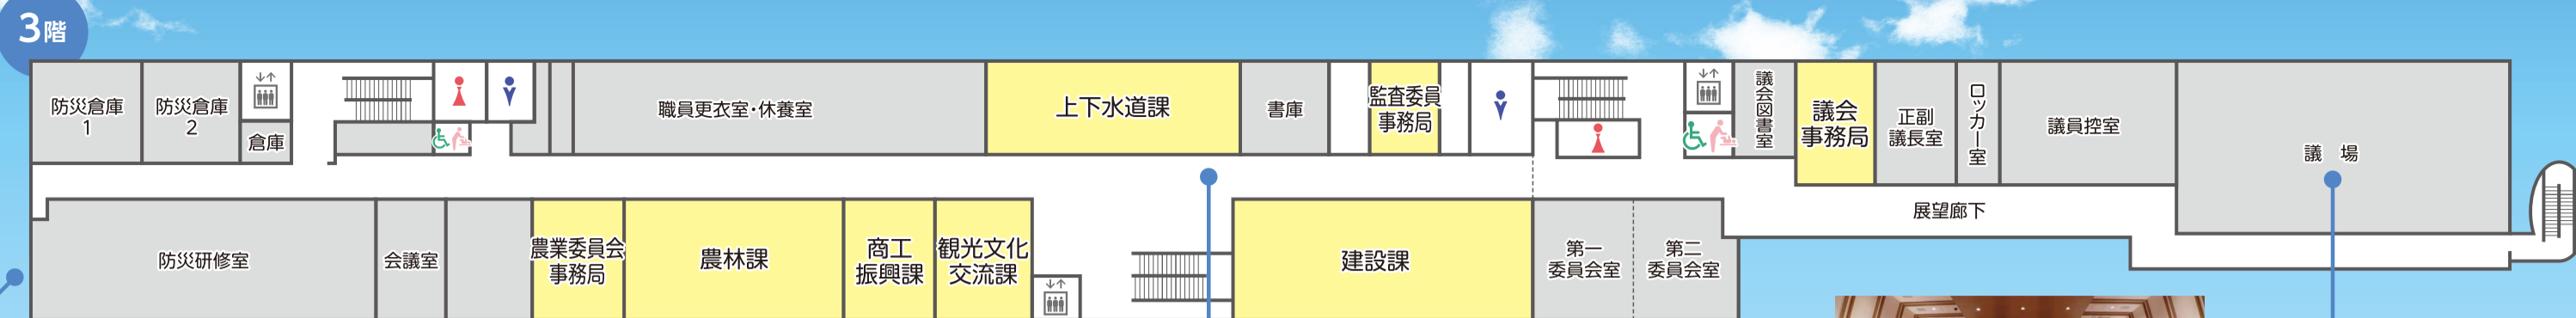 3階
防災倉庫
1
防災倉庫
2
倉庫
職員更衣室・休養室
上下水道課
書庫
監査委員
事務局
議会図書室
議会
事務局
正副
議長室
ロッカー室
議員控室
議 場
展望廊下
防災研修室
会議室
農業委員会
事務局
農林課
商工
振興課
観光文化
交流課
建設課
第一
委員会室
第二
委員会室